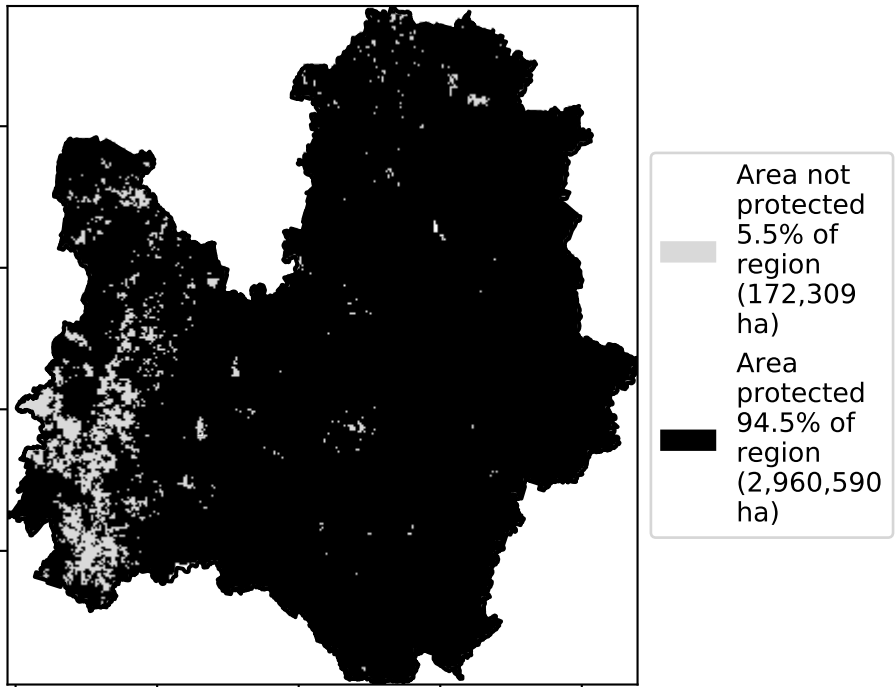 Area not
protected
5.5% of
region
(172,309
ha)
Area
protected
94.5% of
region
(2,960,590
ha)